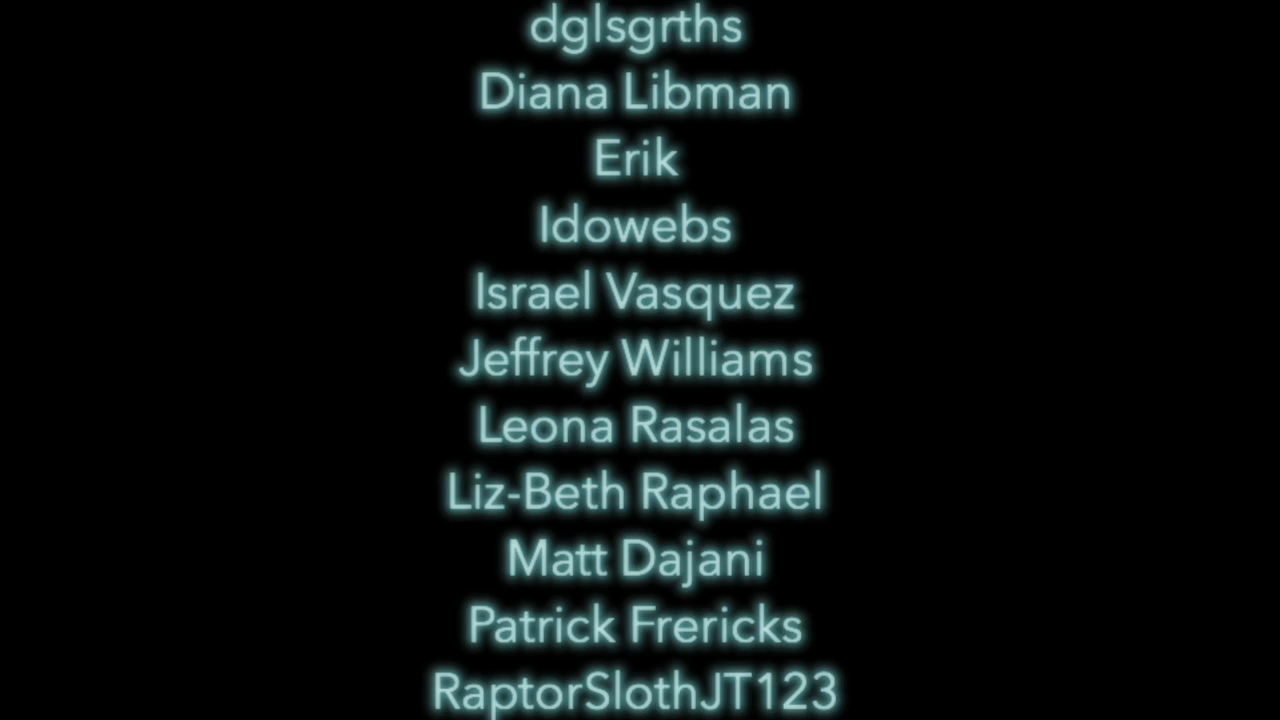 dglsgrths
Diana Libman
Erik
Idowebs
Israel Vasquez
Jeffrey Williams
Leona Rasalas
Liz-Beth Raphael
Matt Dajani
Patrick Frericks
RaptorSlothJT123